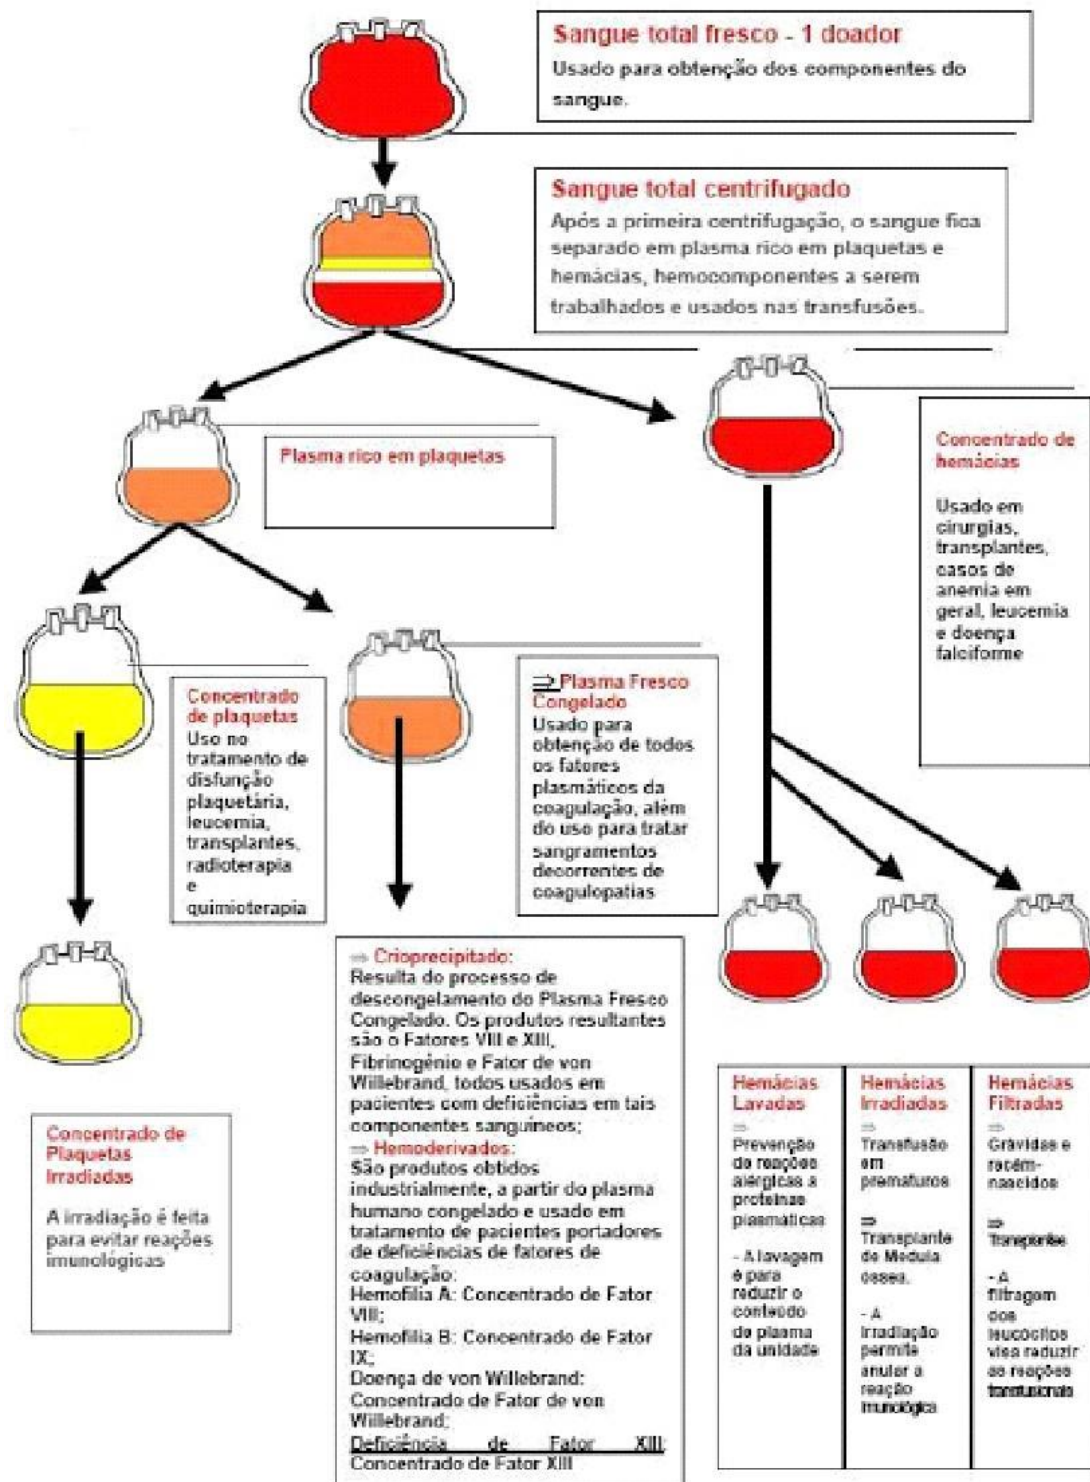 Sangue total fresco - 1 doador
Usado para obtenção dos componentes do
sangue.
Sangue total centrifugado
Após a primeira centrifugação, o sangue fica
separado em plasma rico em plaquetas e
hemácias, hemocomponentes a serem
trabalhados e usados nas transfusões.
Plasma rico em plaquetas
Concentrado de
hemácias
Usado em
cirurgias,
transplantes,
casos de
anemia em
geral, leucemia
e doença
falciforme
Concentrado
de plaquetas
Uso no
tratamento de
disfunção
plaquetária,
leucemia,
transplantes,
radioterapia
e
quimioterapia
⇒ Plasma Fresco
Congelado
Usado para
obtenção de todos
os fatores
plasmáticos da
coagulação, além
do uso para tratar
sangramentos
decorrentes de
coagulopatias
Concentrado de
Plaquetas
Irradiadas
A irradiação é feita
para evitar reações
imunológicas
⇒ Crioprecipitado:
Resulta do processo de
descongelamento do Plasma Fresco
Congelado. Os produtos resultantes
são o Fatores VIII e XIII,
Fibrinogênio e Fator de von
Willebrand, todos usados em
pacientes com deficiências em tais
componentes sanguíneos;
⇒ Hemoderivados:
São produtos obtidos
industrialmente, a partir do plasma
humano congelado e usado em
tratamento de pacientes portadores
de deficiências de fatores de
coagulação:
Hemofilia A: Concentrado de Fator
VIII;
Hemofilia B: Concentrado de Fator
IX;
Doença de von Willebrand:
Concentrado de Fator de von
Willebrand;
Deficiência de Fator XIII:
Concentrado de Fator XIII
Hemácias
Lavadas
⇒
Prevenção
de reações
alérgicas a
proteínas
plasmáticas
- A lavagem
é para
reduzir o
conteúdo
de plasma
da unidade
Hemácias
Irradiadas
⇒
Transfusão
em
prematuros
⇒
Transplante
de Medula
óssea.
- A
irradiação
permite
anular a
reação
imunológica
Hemácias
Filtradas
⇒
Grávidas e
recém-
nascidos
⇒
Transplantes
- A
filtragem
dos
leucócitos
visa reduzir
as reações
transfusionais